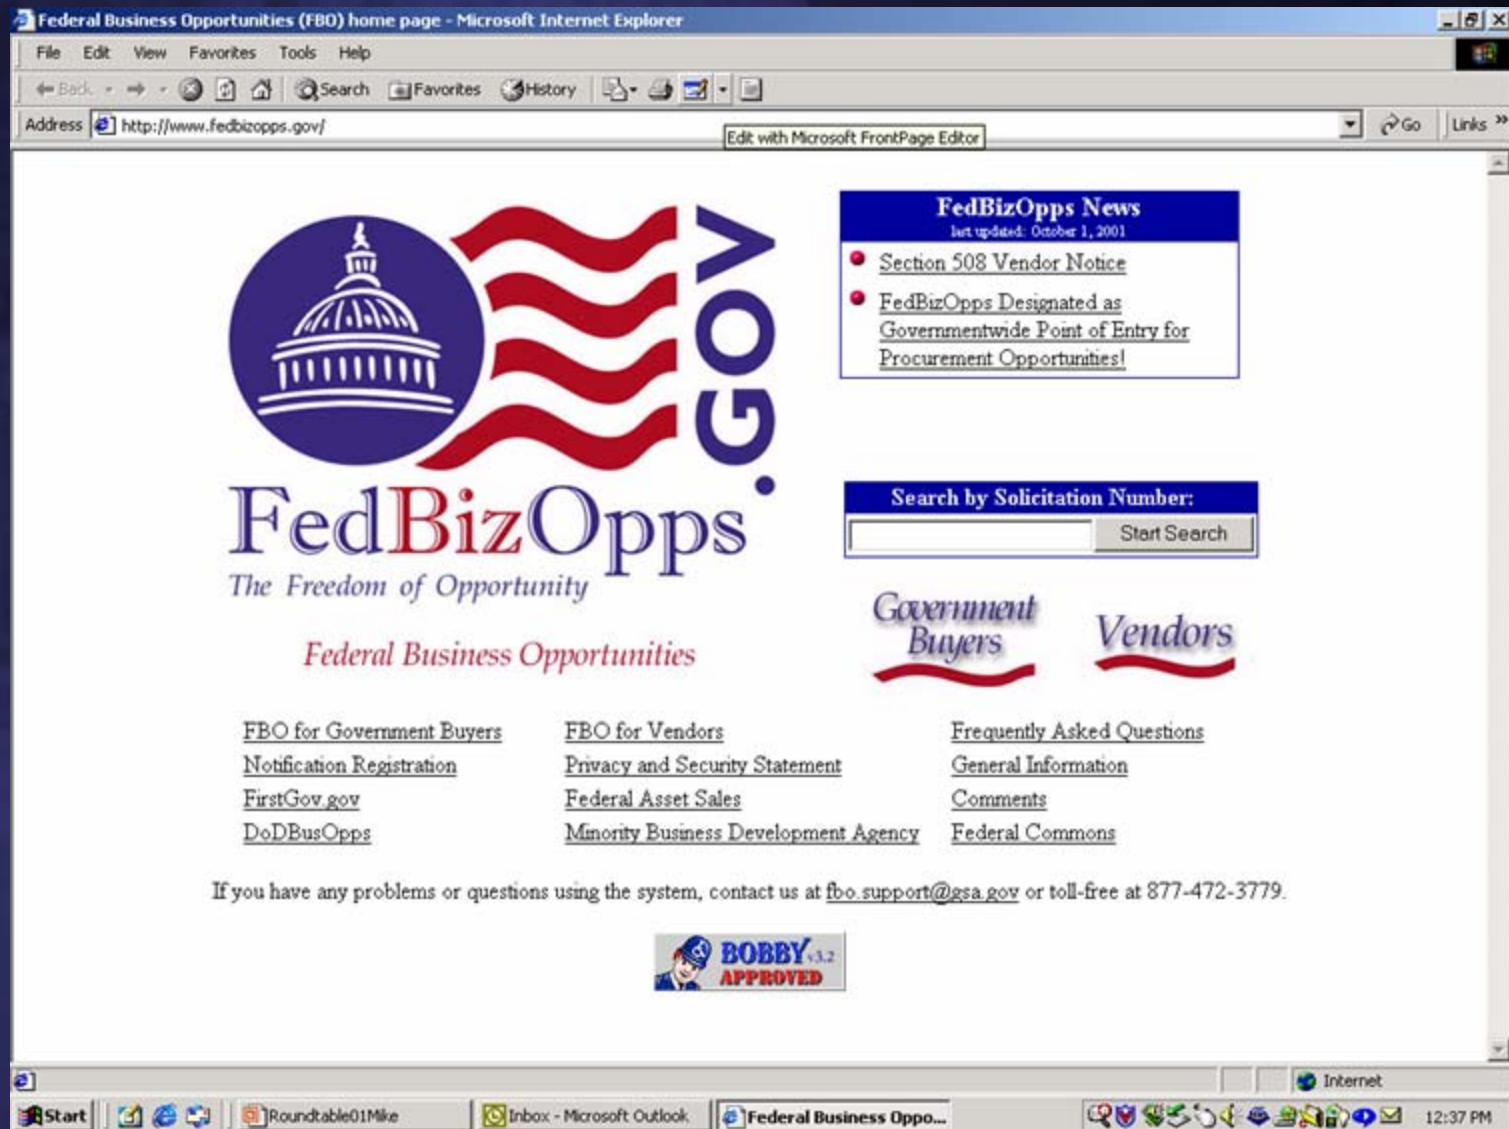 Federal Business Opportunities (FBO) home page - Microsoft Internet Explorer
File Edit View Favorites Tools Help
Back Search Favorites History
Address http://www.fedbizopps.gov/ Go Links »
Edit with Microsoft FrontPage Editor
.GOV
FedBizOpps
The Freedom of Opportunity
Federal Business Opportunities
FedBizOpps News
last updated: October 1, 2001
Section 508 Vendor Notice
FedBizOpps Designated as
Governmentwide Point of Entry for
Procurement Opportunities!
Search by Solicitation Number:
Start Search
Government
Buyers
Vendors
FBO for Government Buyers FBO for Vendors Frequently Asked Questions
Notification Registration Privacy and Security Statement General Information
FirstGov.gov Federal Asset Sales Comments
DoDBusOpps Minority Business Development Agency Federal Commons
If you have any problems or questions using the system, contact us at fbo.support@gsa.gov or toll-free at 877-472-3779.
BOBBY v3.2
APPROVED
Internet
Start Roundtable01Mike Inbox - Microsoft Outlook Federal Business Oppo... 12:37 PM